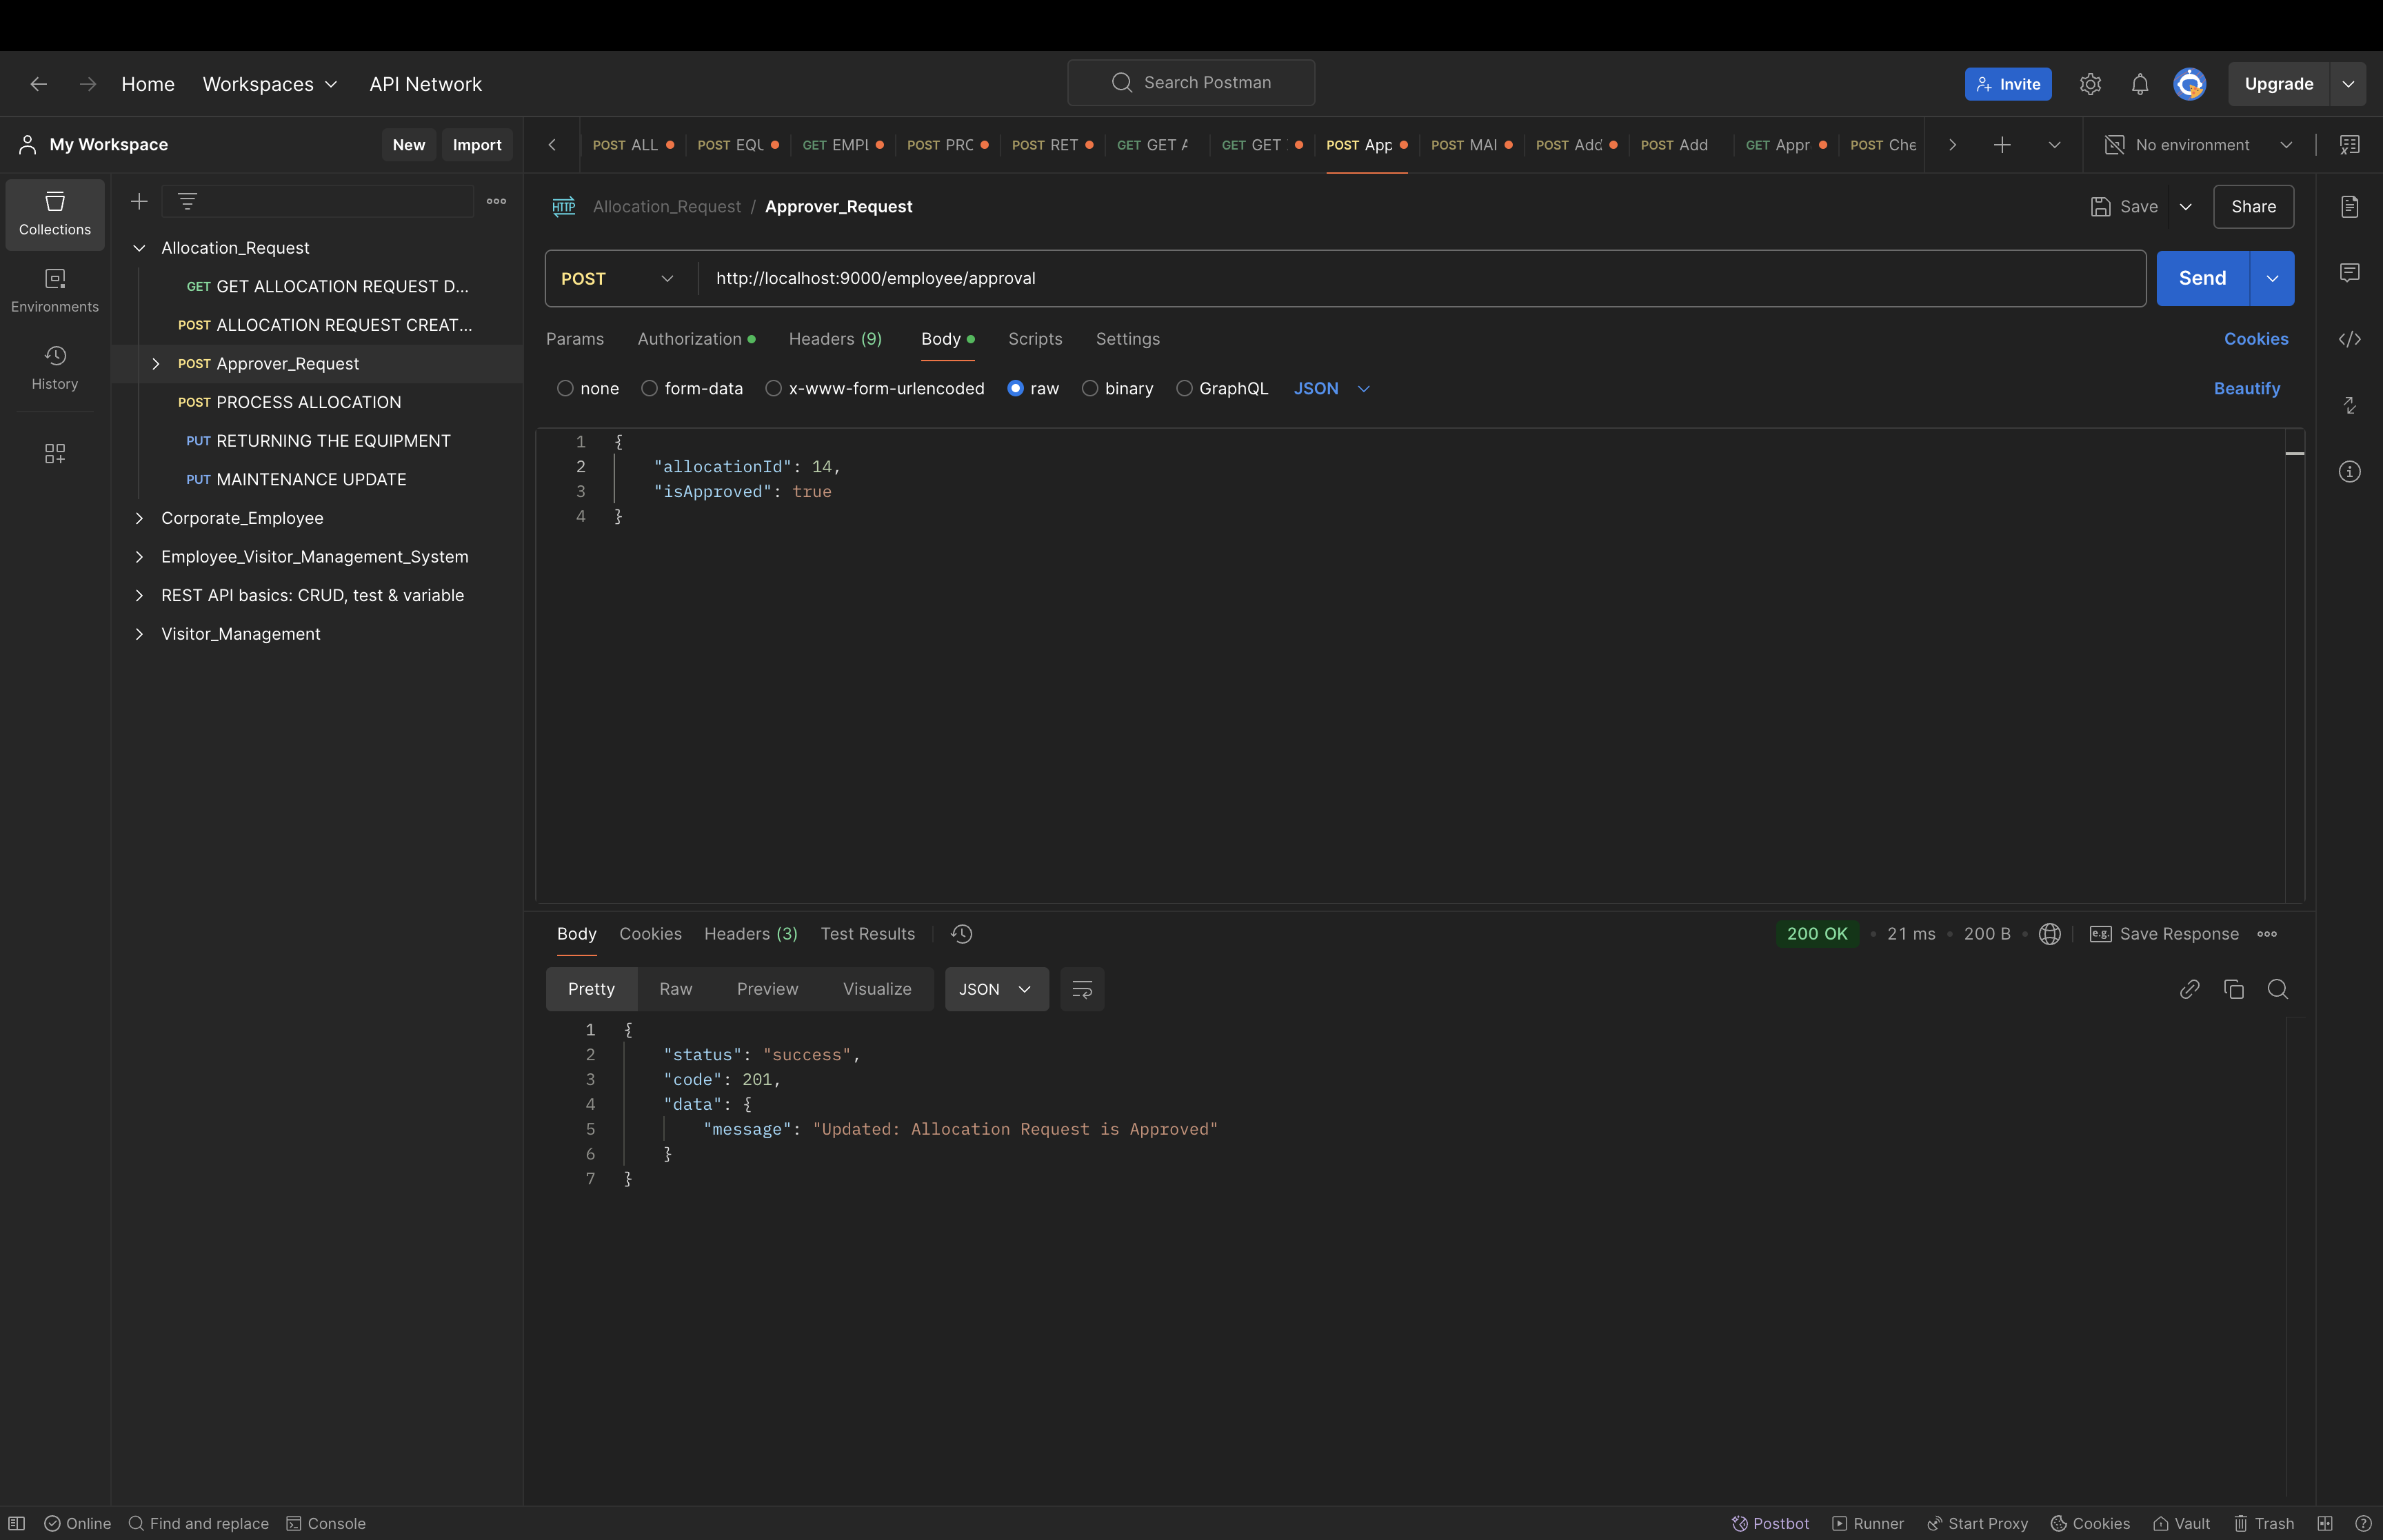 Home Workspaces API Network Search Postman Invite Upgrade
My Workspace New Import POST ALL POST EQU GET EMPL POST PRC POST RET GET GET A GET GET POST App POST MAI POST Add POST Add GET Appr POST Che No environment
Collections
Environments
History
Allocation_Request
GET GET ALLOCATION REQUEST D...
POST ALLOCATION REQUEST CREAT...
POST Approver_Request
POST PROCESS ALLOCATION
PUT RETURNING THE EQUIPMENT
PUT MAINTENANCE UPDATE
Corporate_Employee
Employee_Visitor_Management_System
REST API basics: CRUD, test & variable
Visitor_Management
HTTP Allocation_Request / Approver_Request Save Share
POST http://localhost:9000/employee/approval Send
Params Authorization Headers (9) Body Scripts Settings Cookies
none form-data x-www-form-urlencoded raw binary GraphQL JSON Beautify
1 {
2 "allocationId": 14,
3 "isApproved": true
4 }
Body Cookies Headers (3) Test Results 200 OK • 21 ms • 200 B • e.g. Save Response
Pretty Raw Preview Visualize JSON
1 {
2 "status": "success",
3 "code": 201,
4 "data": {
5 "message": "Updated: Allocation Request is Approved"
6 }
7 }
Online Find and replace Console Postbot Runner Start Proxy Cookies Vault Trash